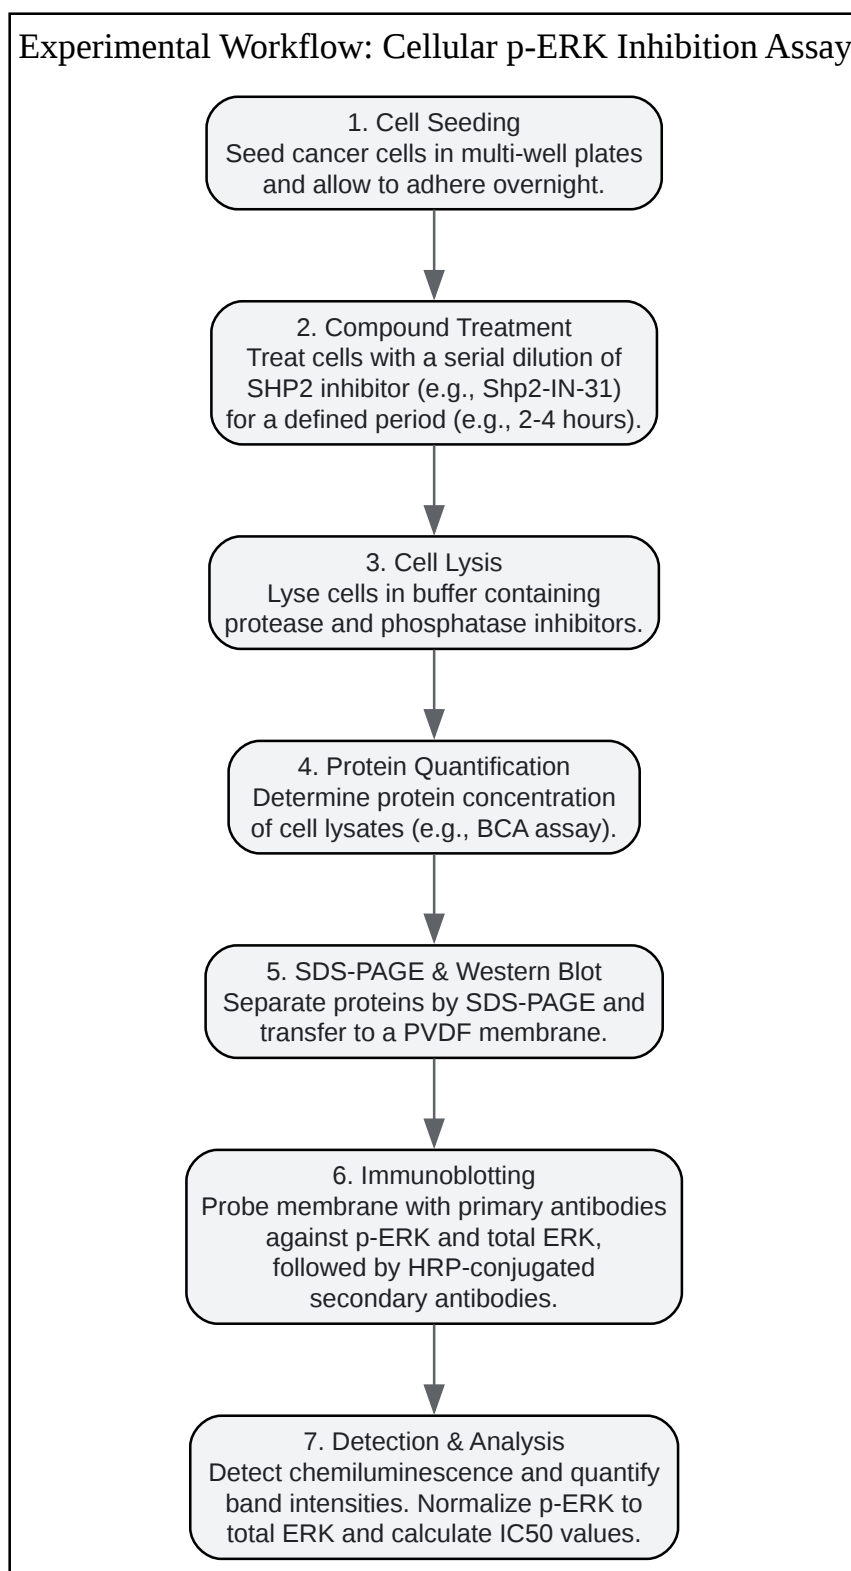 Experimental Workflow: Cellular p-ERK Inhibition Assay
1. Cell Seeding
Seed cancer cells in multi-well plates
and allow to adhere overnight.
2. Compound Treatment
Treat cells with a serial dilution of
SHP2 inhibitor (e.g., Shp2-IN-31)
for a defined period (e.g., 2-4 hours).
3. Cell Lysis
Lyse cells in buffer containing
protease and phosphatase inhibitors.
4. Protein Quantification
Determine protein concentration
of cell lysates (e.g., BCA assay).
5. SDS-PAGE & Western Blot
Separate proteins by SDS-PAGE and
transfer to a PVDF membrane.
6. Immunoblotting
Probe membrane with primary antibodies
against p-ERK and total ERK,
followed by HRP-conjugated
secondary antibodies.
7. Detection & Analysis
Detect chemiluminescence and quantify
band intensities. Normalize p-ERK to
total ERK and calculate IC50 values.